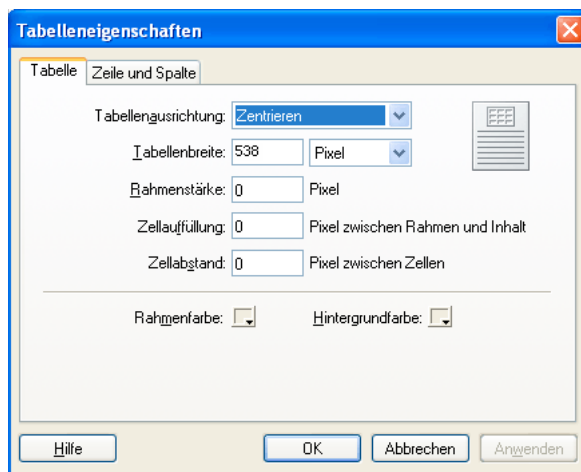 Tabelleneigenschaften
Tabelle Zeile und Spalte
Tabellenausrichtung: Zentrieren
Tabellenbreite: 538 Pixel
Rahmenstärke: 0 Pixel
Zellauffüllung: 0 Pixel zwischen Rahmen und Inhalt
Zellabstand: 0 Pixel zwischen Zellen
Rahmenfarbe: Hintergrundfarbe:
Hilfe OK Abbrechen Anwenden